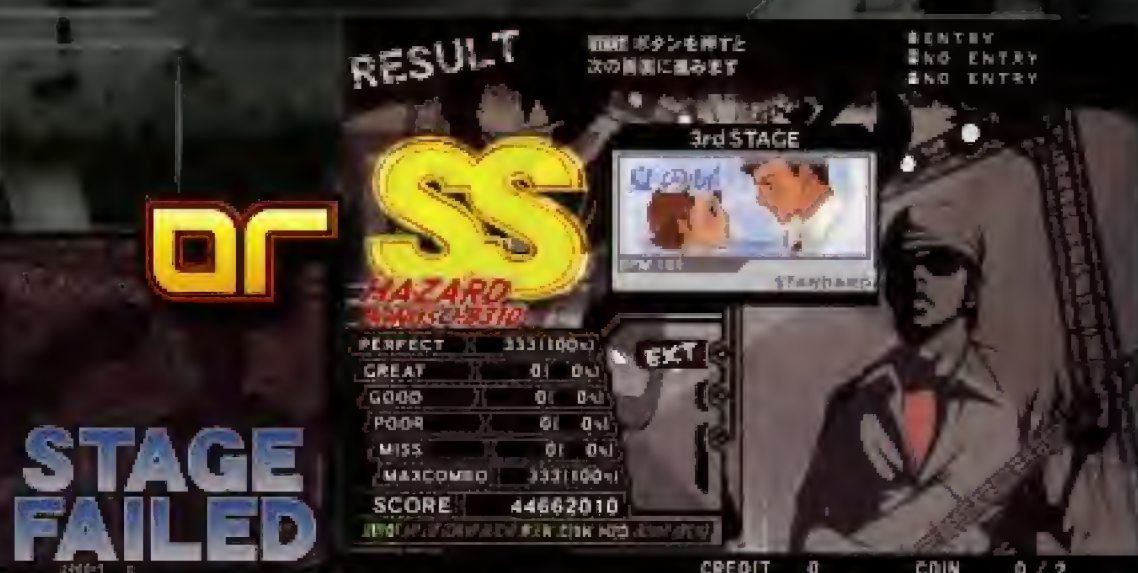 RESULT
START ボタンを押すと
次の画面に進みます
ENTRY
NO ENTRY
NO ENTRY
3rd STAGE
SS
HAZARD
STANDARD
PERFECT 333(100%)
EXT
GREAT 0( 0%)
GOOD 0( 0%)
POOR 0( 0%)
MISS 0( 0%)
MAXCOMBO 333(100%)
SCORE 44662010
STAGE
FAILED
CREDIT 0 COIN 0 / 2